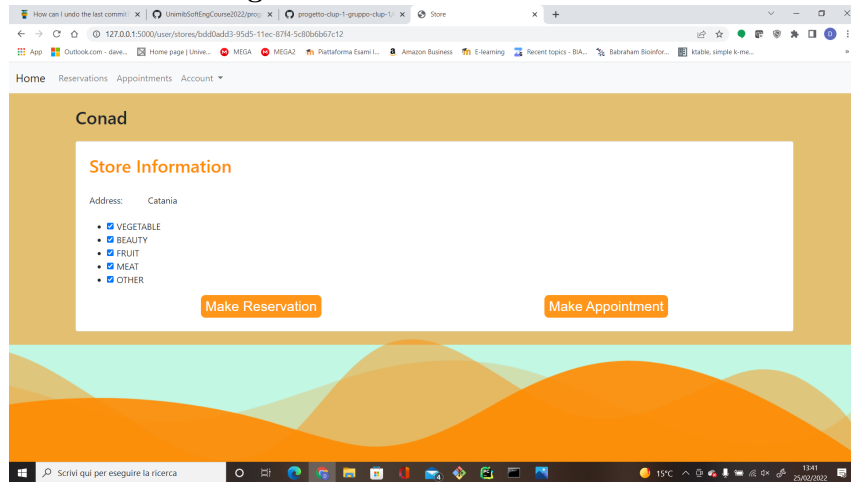 How can I undo the last commit?
UnimibSoftEngCourse2022/prog
progetto-clup-1-gruppo-clup-1/
Store
127.0.0.1:5000/user/stores/bdd0add3-95d5-11ec-87f4-5c80b6b67c12
App Outlook.com - dave... Home page | Unive... MEGA MEGA2 Piattaforma Esami I... Amazon Business E-learning Recent topics - BIA... Babraham Bioinfor... ktable, simple k-me...
Home Reservations Appointments Account
Conad
Store Information
Address: Catania
VEGETABLE
BEAUTY
FRUIT
MEAT
OTHER
Make Reservation Make Appointment
Scrivi qui per eseguire la ricerca
15°C
13:41
25/02/2022